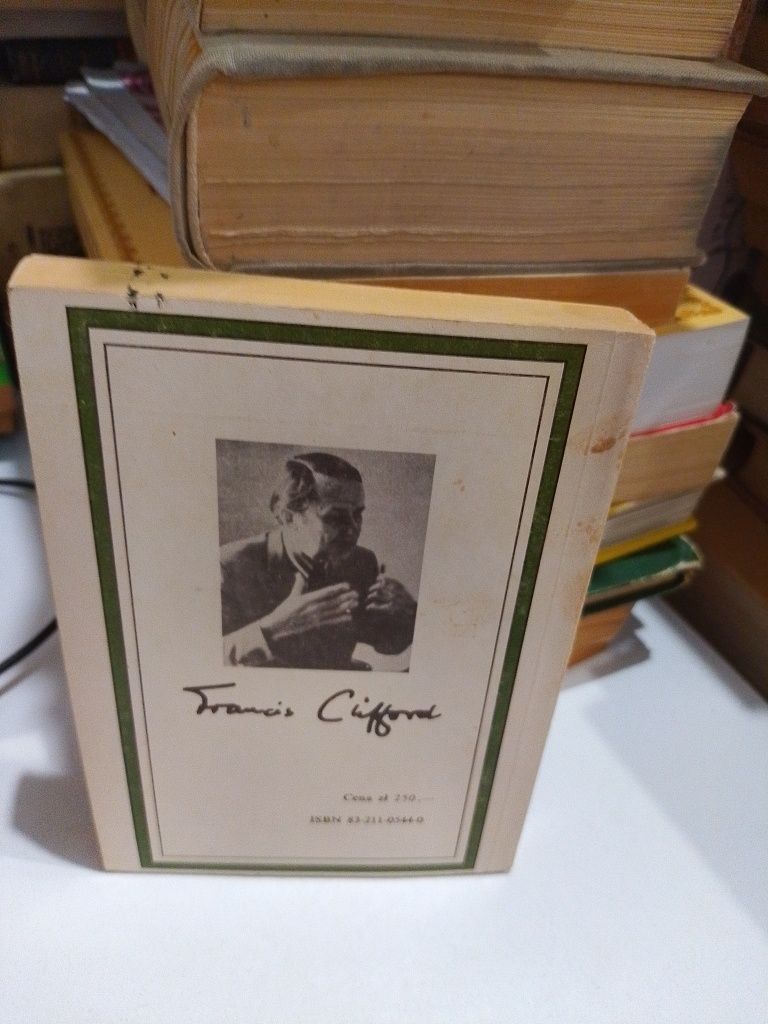 Francis Clifford
Cena zł 250.—
ISBN 83-211-0544-0